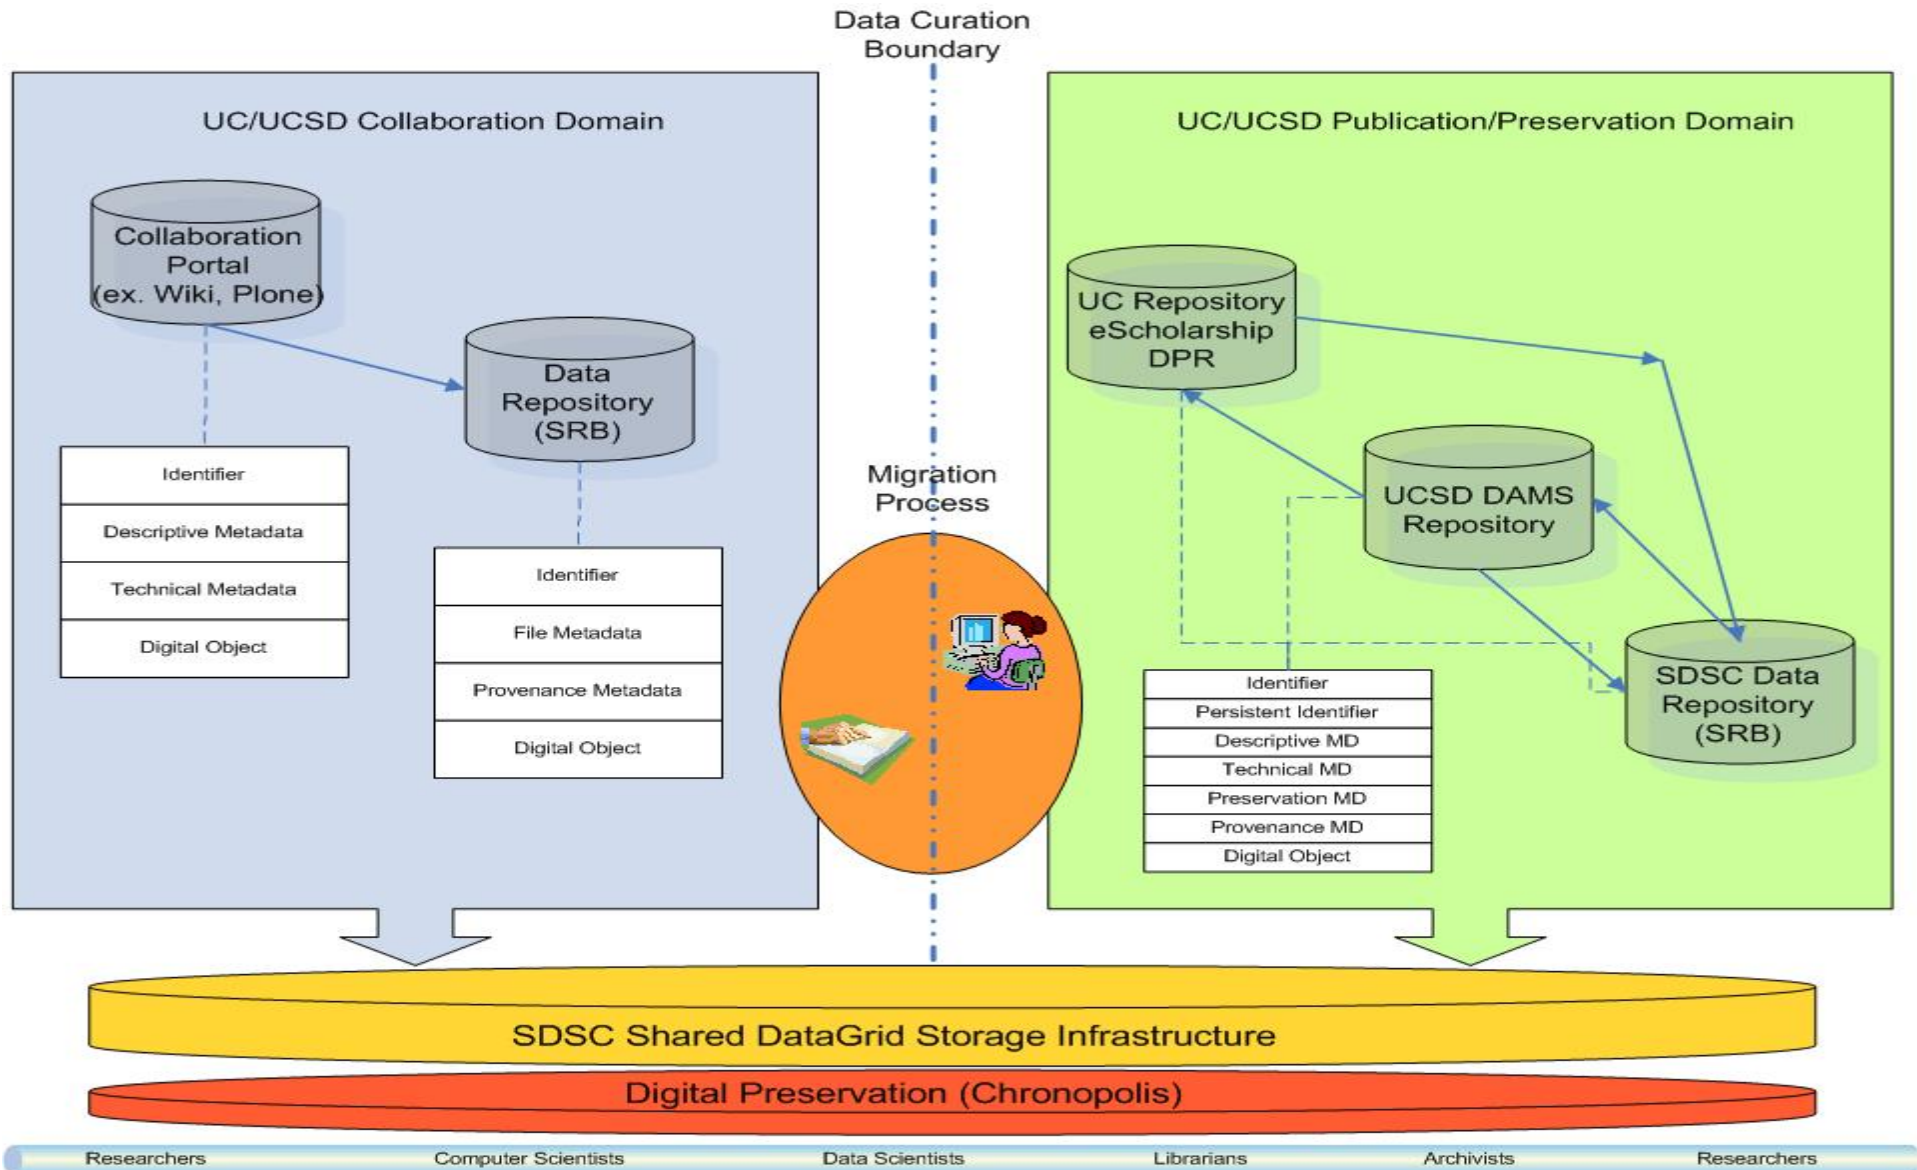 Data Curation
Boundary
UC/UCSD Collaboration Domain
Collaboration
Portal
(ex. Wiki, Plone)
Data
Repository
(SRB)
Identifier
Descriptive Metadata
Technical Metadata
Digital Object
Identifier
File Metadata
Provenance Metadata
Digital Object
Migration
Process
UC/UCSD Publication/Preservation Domain
UC Repository
eScholarship
DPR
UCSD DAMS
Repository
SDSC Data
Repository
(SRB)
Identifier
Persistent Identifier
Descriptive MD
Technical MD
Preservation MD
Provenance MD
Digital Object
SDSC Shared DataGrid Storage Infrastructure
Digital Preservation (Chronopolis)
Researchers Computer Scientists Data Scientists Librarians Archivists Researchers